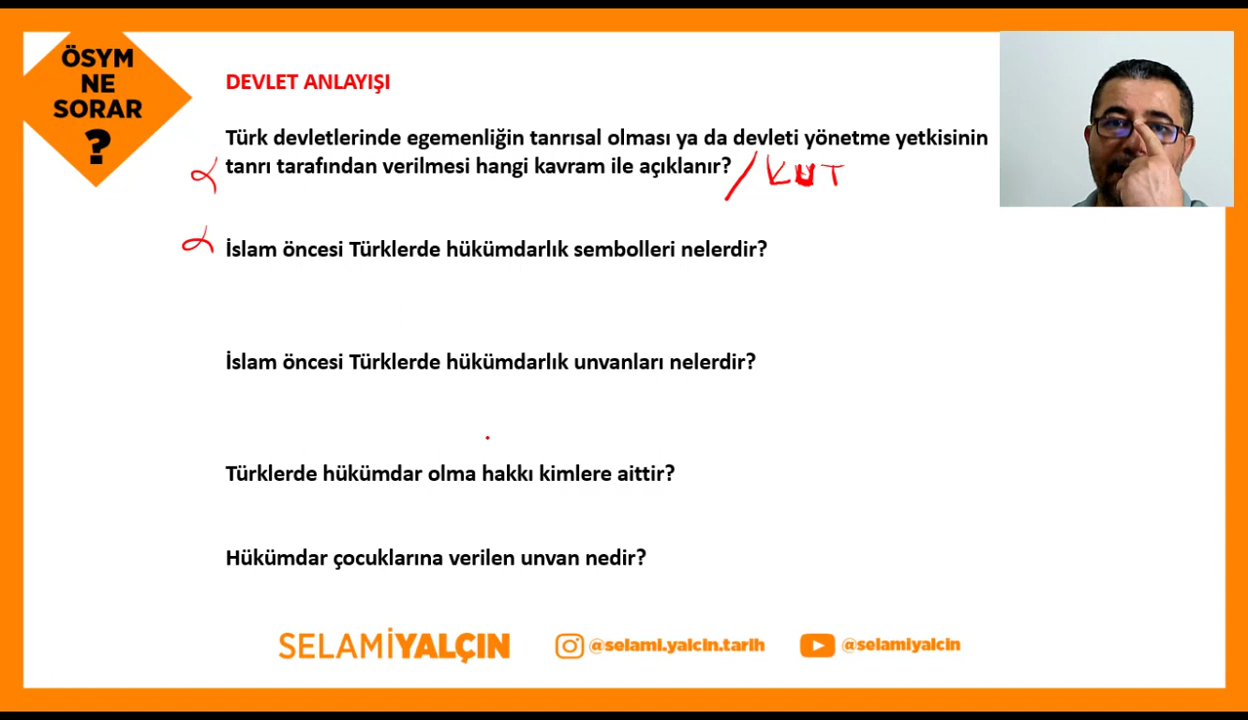 ÖSYM
NE
SORAR
?
DEVLET ANLAYIŞI
Türk devletlerinde egemenliğin tanrısal olması ya da devleti yönetme yetkisinin
tanrı tarafından verilmesi hangi kavram ile açıklanır? / KUT
İslam öncesi Türklerde hükümdarlık sembolleri nelerdir?
İslam öncesi Türklerde hükümdarlık unvanları nelerdir?
Türklerde hükümdar olma hakkı kimlere aittir?
Hükümdar çocuklarına verilen unvan nedir?
SELAMİYALÇIN @selami.yalcin.tarih @selamiyalcin